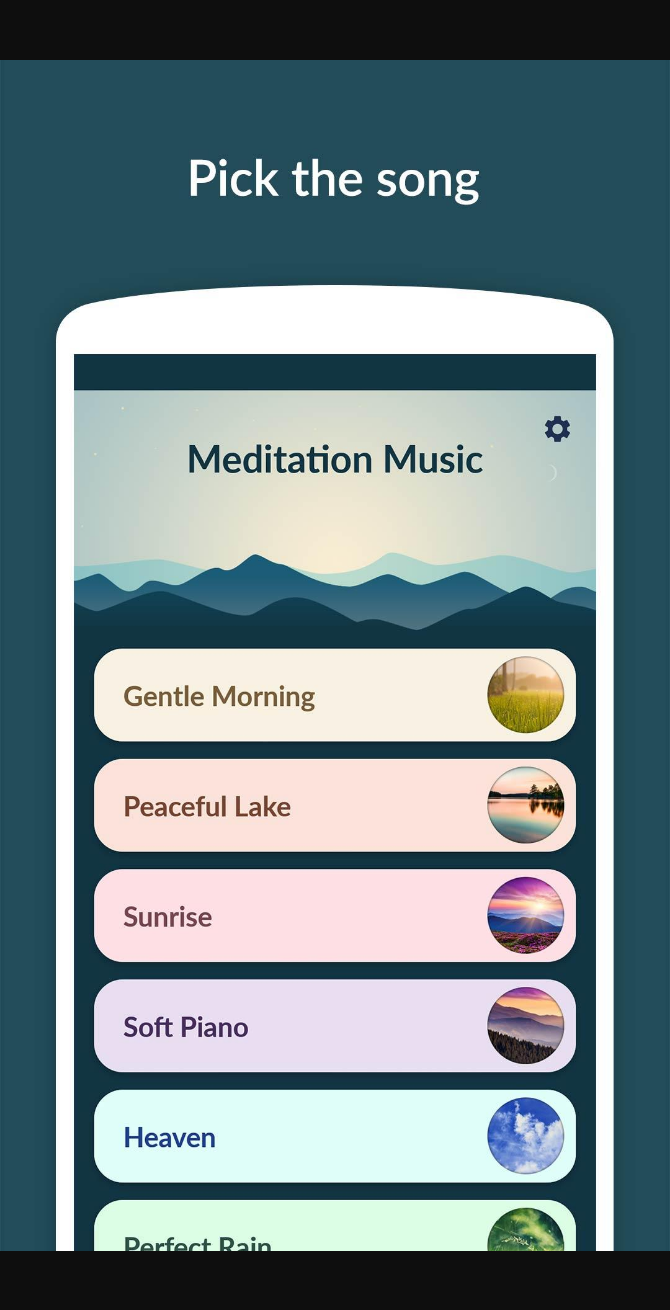 Pick the song
Meditation Music
Gentle Morning
Peaceful Lake
Sunrise
Soft Piano
Heaven
Perfect Rain